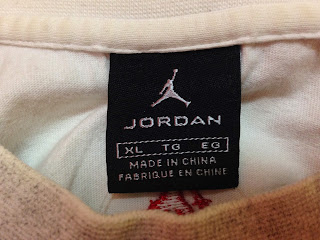 JORDAN
XL TG EG
MADE IN CHINA
FABRIQUE EN CHINE